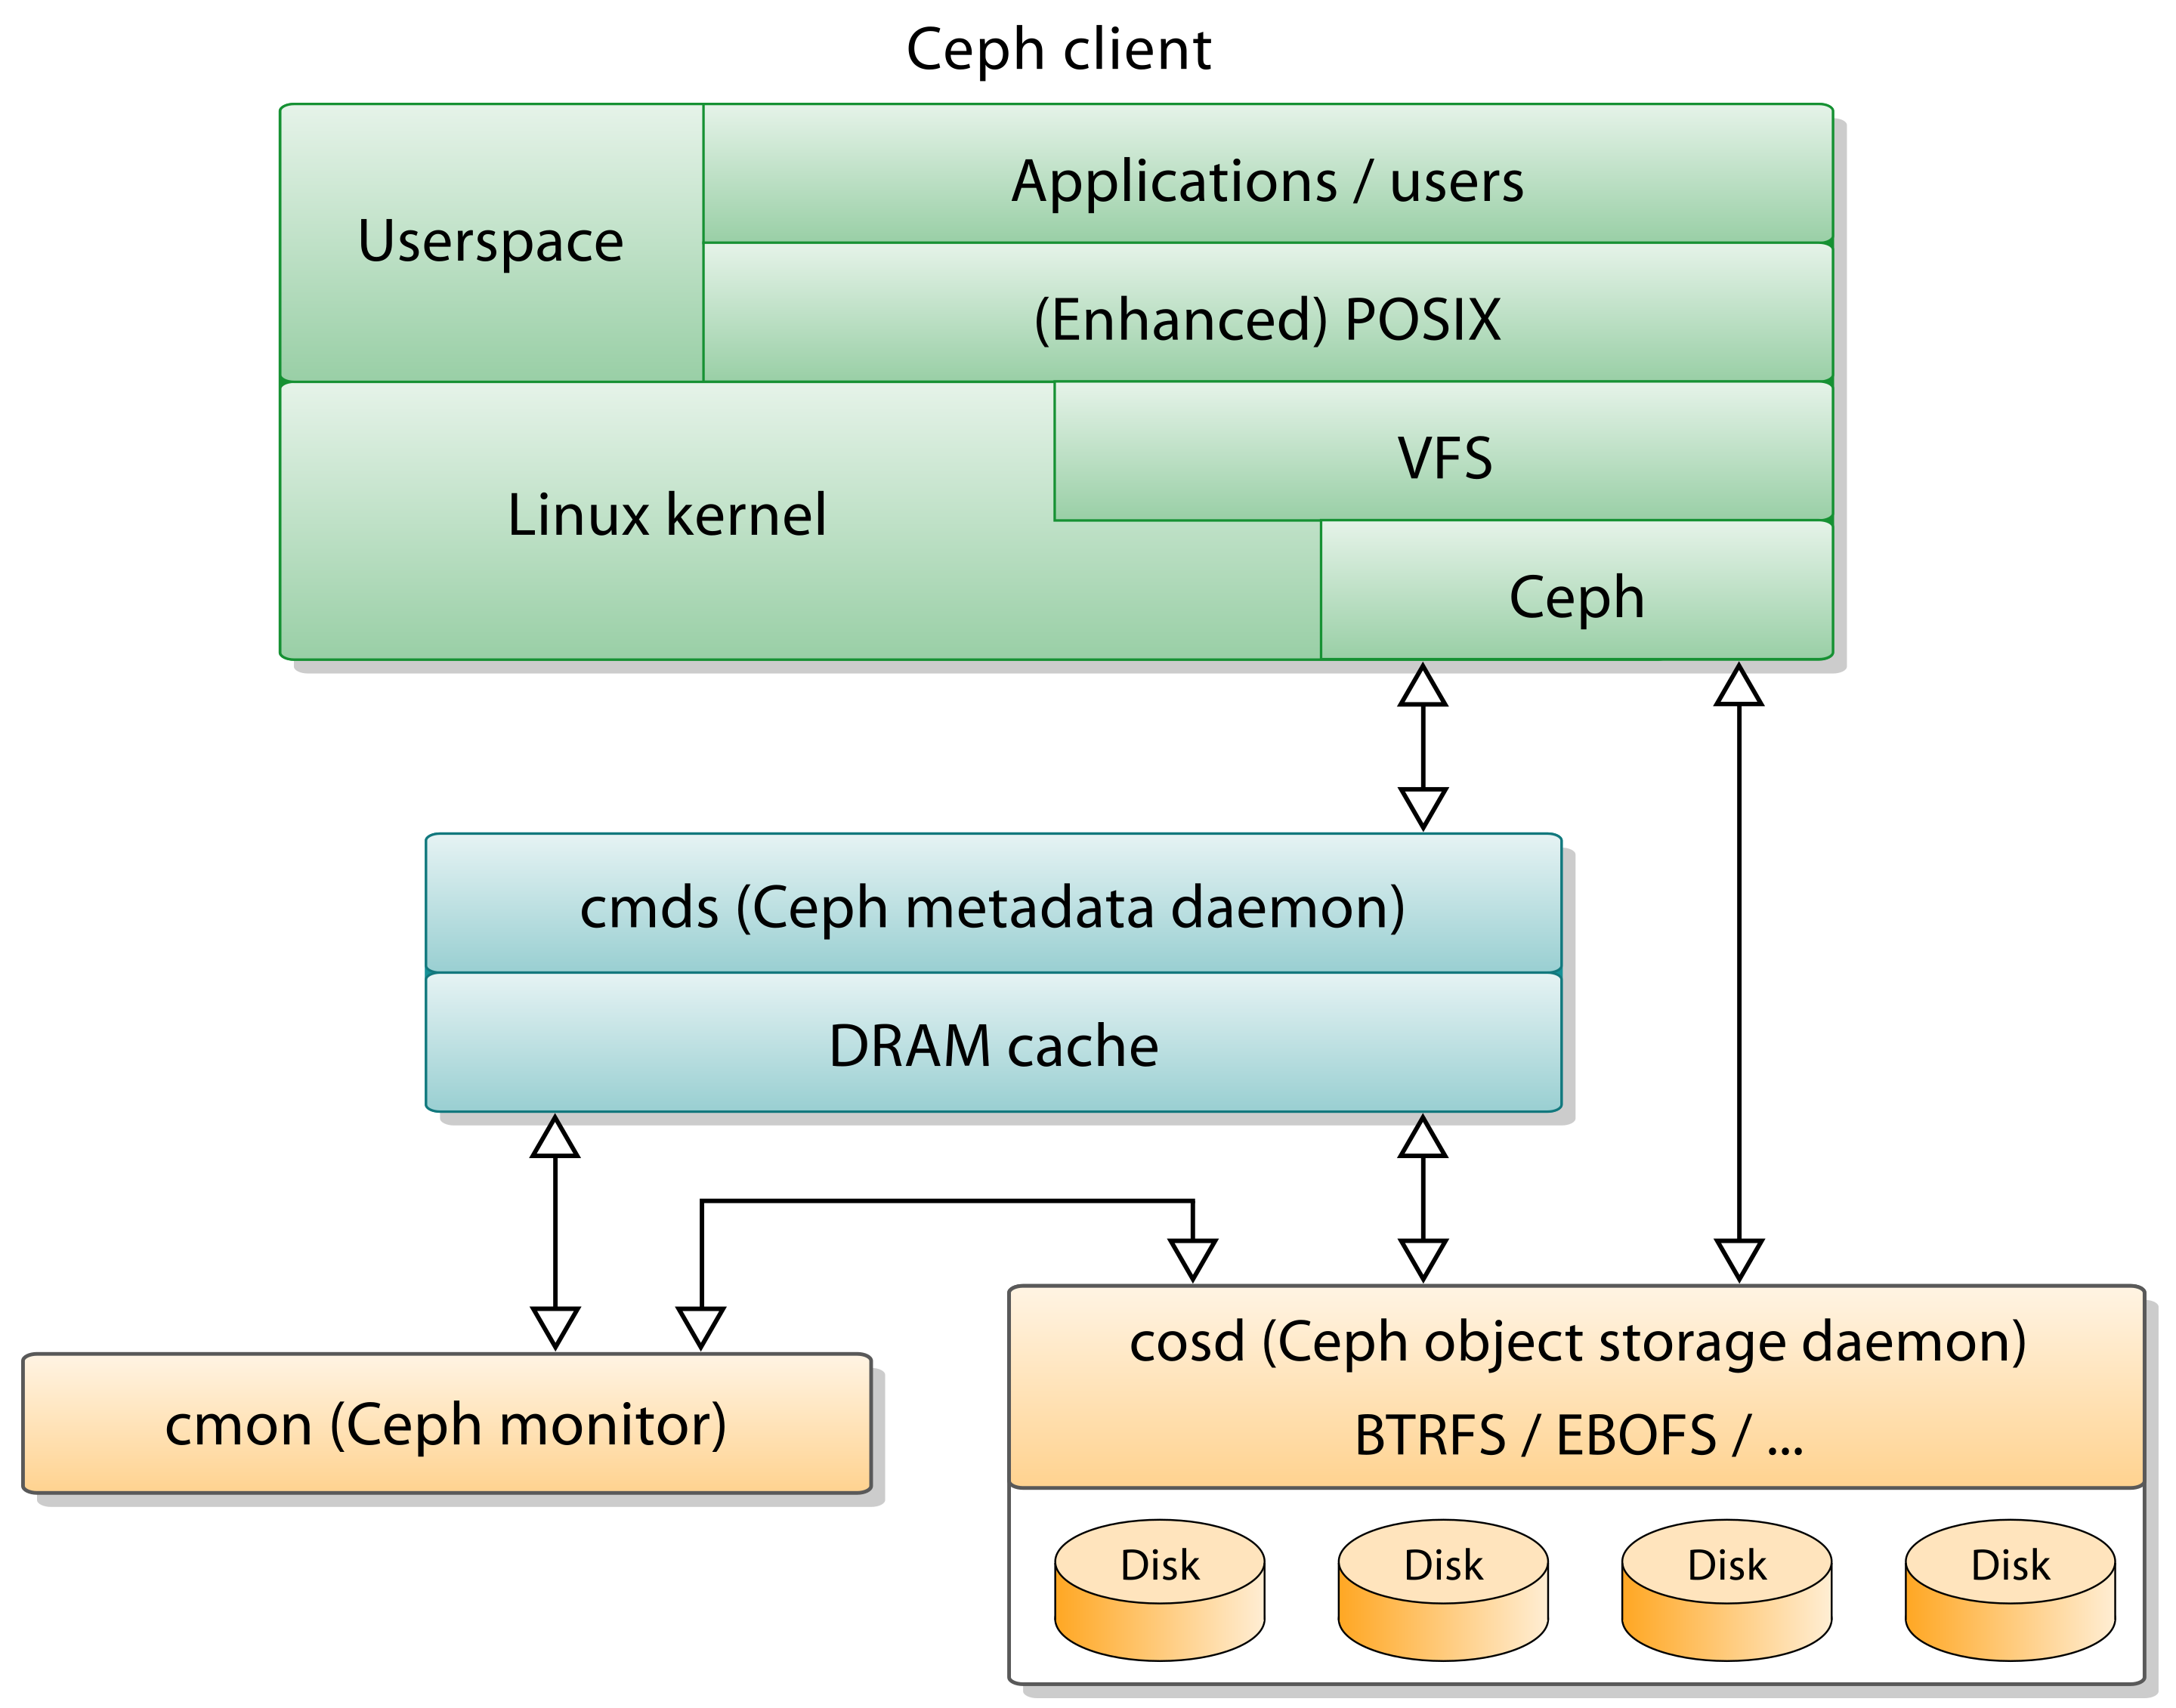 Ceph client
Userspace
Applications / users
(Enhanced) POSIX
Linux kernel
VFS
Ceph
cmds (Ceph metadata daemon)
DRAM cache
cmon (Ceph monitor)
cosd (Ceph object storage daemon)
BTRFS / EBOFS / ...
Disk
Disk
Disk
Disk